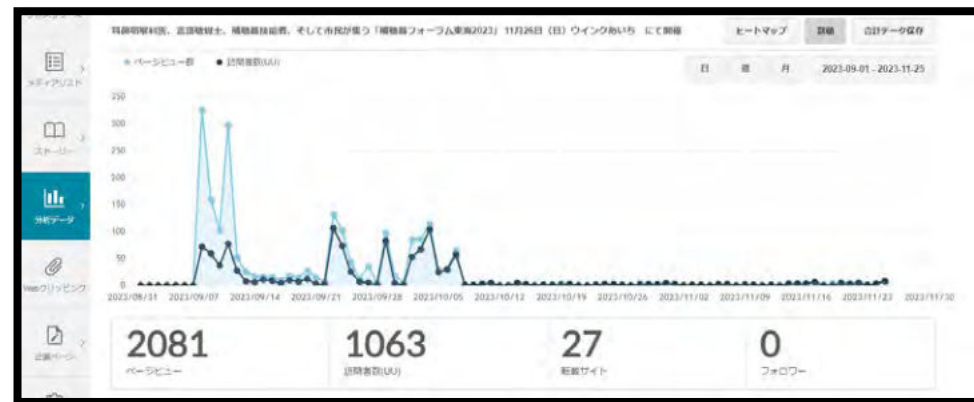 耳鼻咽喉科医、言語聴覚士、補聴器技能者、そして市民が集う「補聴器フォーラム東海2023」 11月26日（日）ウインクあいち にて開催
ヒートマップ
詳細
合計データ保存
ページビュー数
訪問者数(UU)
日
週
月
2023-09-01 - 2023-11-25
メディアリスト
ストーリー
分析データ
Webクリッピング
企業ページ
350
300
250
200
150
100
50
0
2023/08/31
2023/09/07
2023/09/14
2023/09/21
2023/09/28
2023/10/05
2023/10/12
2023/10/19
2023/10/26
2023/11/02
2023/11/09
2023/11/16
2023/11/23
2023/11/30
2081
ページビュー
1063
訪問者数(UU)
27
転載サイト
0
フォロワー